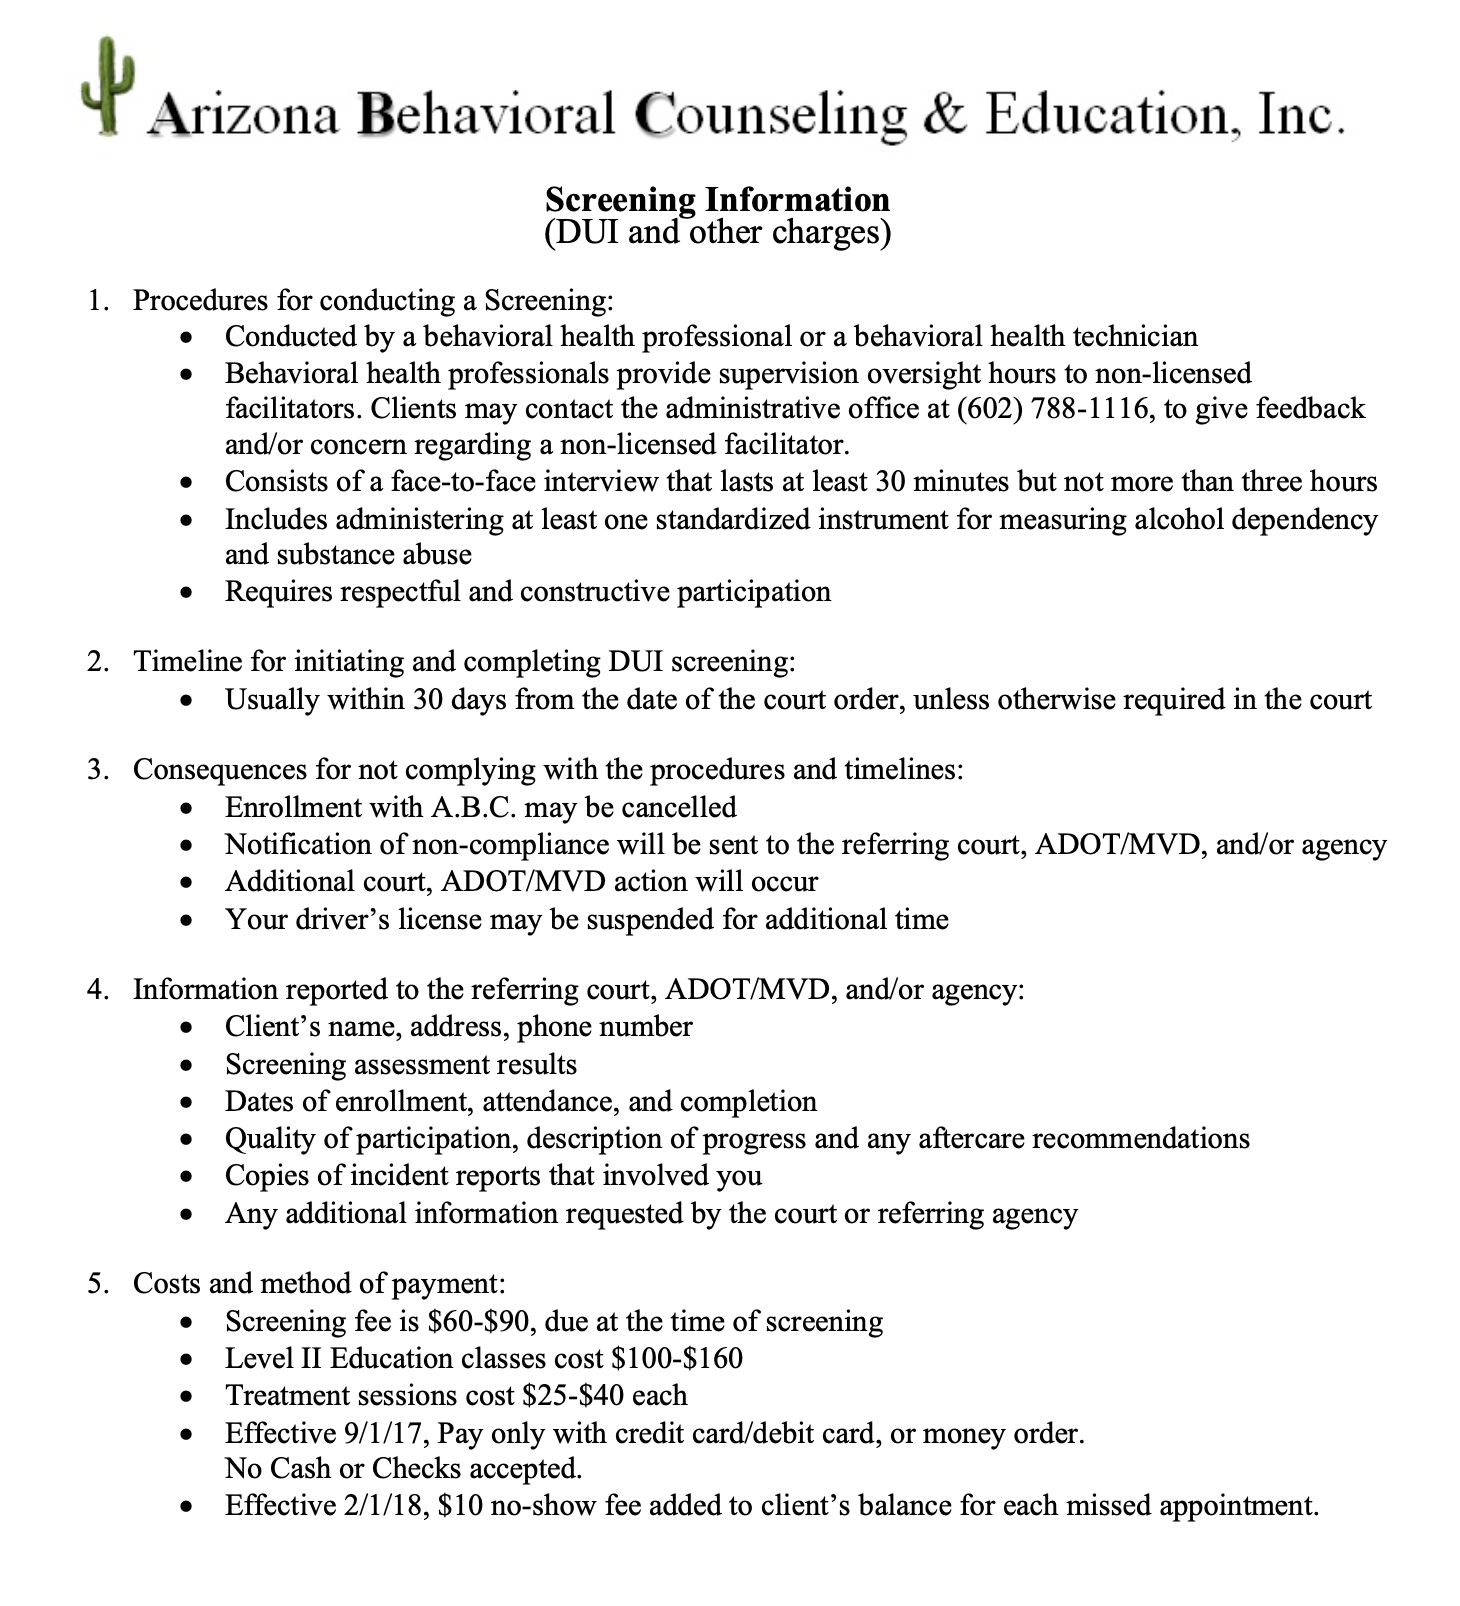 Arizona Behavioral Counseling & Education, Inc.
Screening Information
(DUI and other charges)
1. Procedures for conducting a Screening:
• Conducted by a behavioral health professional or a behavioral health technician
• Behavioral health professionals provide supervision oversight hours to non-licensed
facilitators. Clients may contact the administrative office at (602) 788-1116, to give feedback
and/or concern regarding a non-licensed facilitator.
• Consists of a face-to-face interview that lasts at least 30 minutes but not more than three hours
• Includes administering at least one standardized instrument for measuring alcohol dependency
and substance abuse
• Requires respectful and constructive participation
2. Timeline for initiating and completing DUI screening:
• Usually within 30 days from the date of the court order, unless otherwise required in the court
3. Consequences for not complying with the procedures and timelines:
• Enrollment with A.B.C. may be cancelled
• Notification of non-compliance will be sent to the referring court, ADOT/MVD, and/or agency
• Additional court, ADOT/MVD action will occur
• Your driver’s license may be suspended for additional time
4. Information reported to the referring court, ADOT/MVD, and/or agency:
• Client’s name, address, phone number
• Screening assessment results
• Dates of enrollment, attendance, and completion
• Quality of participation, description of progress and any aftercare recommendations
• Copies of incident reports that involved you
• Any additional information requested by the court or referring agency
5. Costs and method of payment:
• Screening fee is $60-$90, due at the time of screening
• Level II Education classes cost $100-$160
• Treatment sessions cost $25-$40 each
• Effective 9/1/17, Pay only with credit card/debit card, or money order.
No Cash or Checks accepted.
• Effective 2/1/18, $10 no-show fee added to client’s balance for each missed appointment.